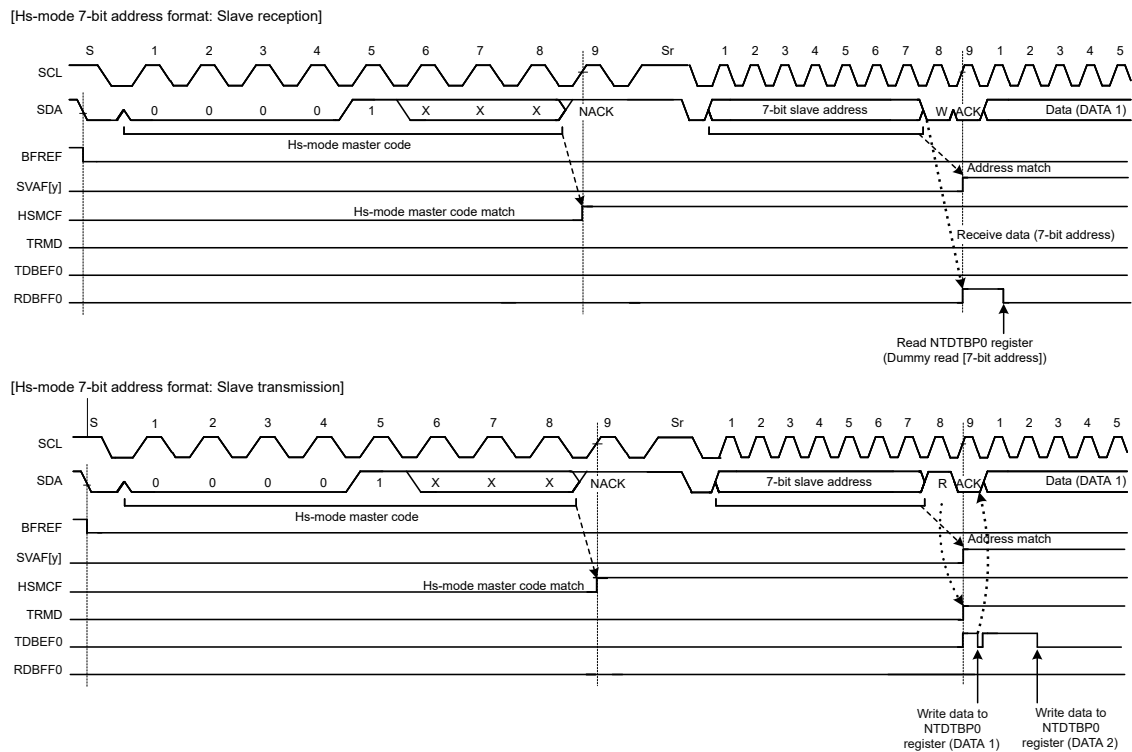 [Hs-mode 7-bit address format: Slave reception]
S 1 2 3 4 5 6 7 8 9 Sr 1 2 3 4 5 6 7 8 9 1 2 3 4 5
SCL
SDA 0 0 0 0 1 X X X NACK 7-bit slave address W ACK Data (DATA 1)
Hs-mode master code
BFREF
Address match
SVAF[y]
HSMCF Hs-mode master code match
TRMD Receive data (7-bit address)
TDBEF0
RDBFF0
Read NTDTBP0 register
(Dummy read [7-bit address])
[Hs-mode 7-bit address format: Slave transmission]
S 1 2 3 4 5 6 7 8 9 Sr 1 2 3 4 5 6 7 8 9 1 2 3 4 5
SCL
SDA 0 0 0 0 1 X X X NACK 7-bit slave address R ACK Data (DATA 1)
Hs-mode master code
BFREF
Address match
SVAF[y]
HSMCF Hs-mode master code match
TRMD
TDBEF0
RDBFF0
Write data to
NTDTBP0
register (DATA 1)
Write data to
NTDTBP0
register (DATA 2)